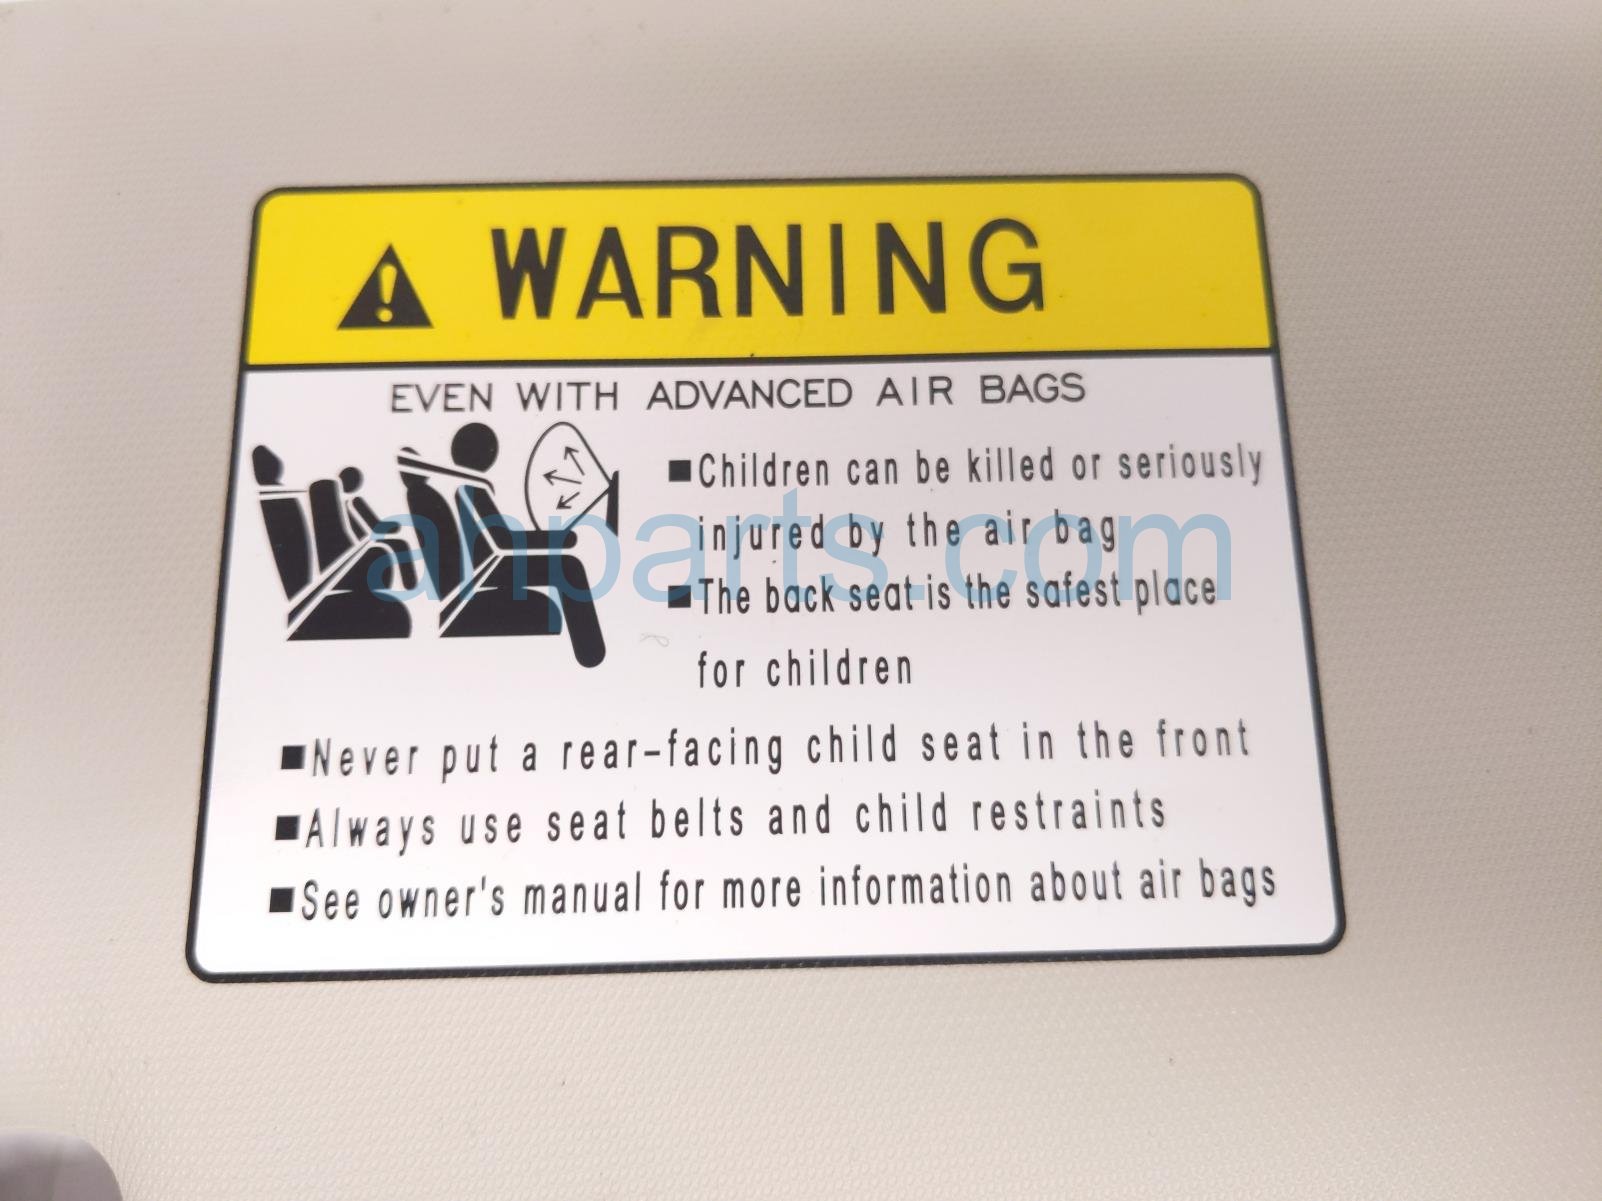 WARNING
EVEN WITH ADVANCED AIR BAGS
■Children can be killed or seriously
injured by the air bag
■The back seat is the safest place
for children
■Never put a rear-facing child seat in the front
■Always use seat belts and child restraints
■See owner's manual for more information about air bags
ahparts.com